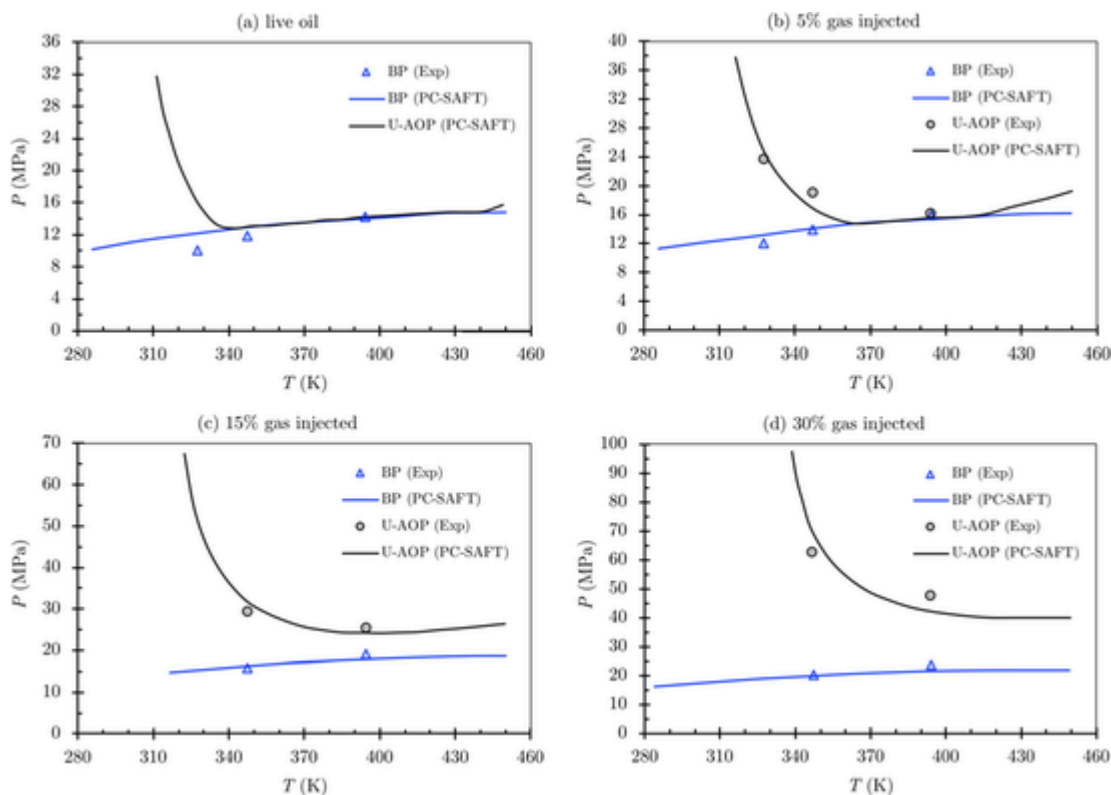 (a) live oil
36
32
28
24
20
16
12
8
4
0
P (MPa)
BP (Exp)
BP (PC-SAFT)
U-AOP (PC-SAFT)
280 310 340 370 400 430 460
T (K)
(b) 5% gas injected
40
36
32
28
24
20
16
12
8
4
0
P (MPa)
BP (Exp)
BP (PC-SAFT)
U-AOP (Exp)
U-AOP (PC-SAFT)
280 310 340 370 400 430 460
T (K)
(c) 15% gas injected
70
60
50
40
30
20
10
0
P (MPa)
BP (Exp)
BP (PC-SAFT)
U-AOP (Exp)
U-AOP (PC-SAFT)
280 310 340 370 400 430 460
T (K)
(d) 30% gas injected
100
90
80
70
60
50
40
30
20
10
0
P (MPa)
BP (Exp)
BP (PC-SAFT)
U-AOP (Exp)
U-AOP (PC-SAFT)
280 310 340 370 400 430 460
T (K)